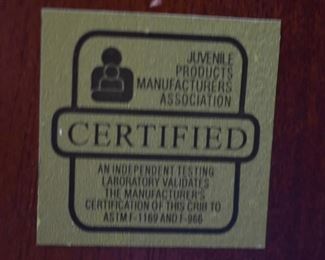 JUVENILE
PRODUCTS
MANUFACTURERS
ASSOCIATION
CERTIFIED
AN INDEPENDENT TESTING
LABORATORY VALIDATES
THE MANUFACTURER'S
CERTIFICATION OF THIS CRIB TO
ASTM F-1169 AND F-966